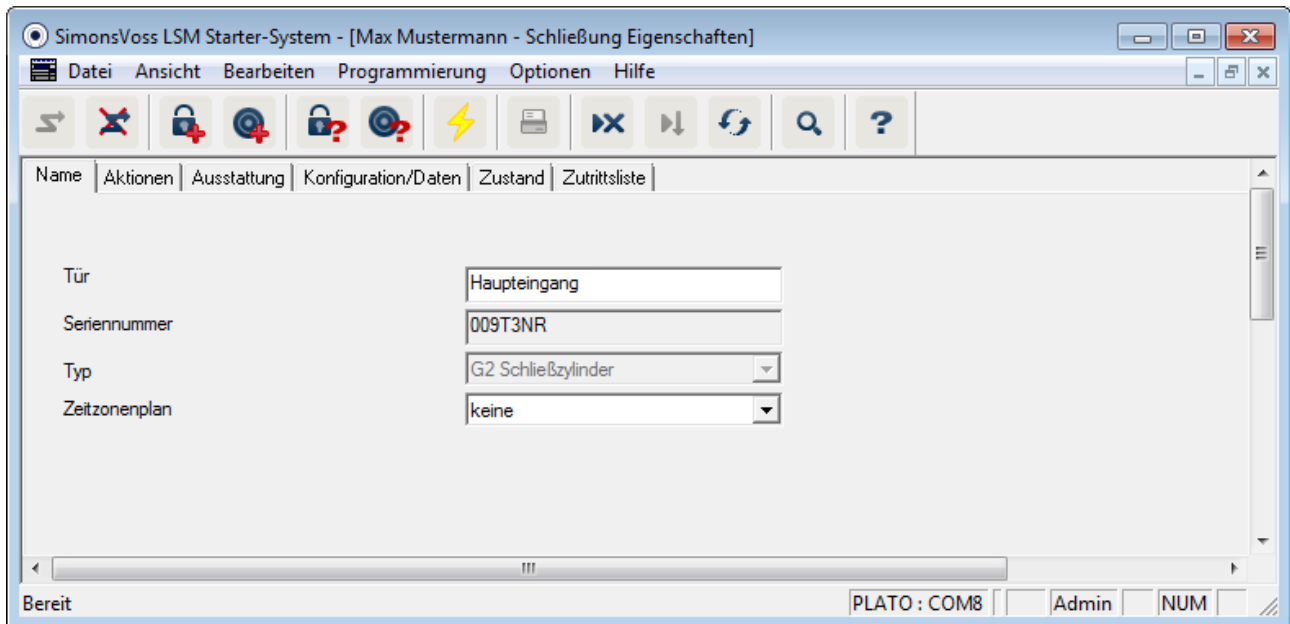 SimonsVoss LSM Starter-System - [Max Mustermann - Schließung Eigenschaften]
Datei Ansicht Bearbeiten Programmierung Optionen Hilfe
Name Aktionen Ausstattung Konfiguration/Daten Zustand Zutrittsliste
Tür Haupteingang
Seriennummer 009T3NR
Typ G2 Schließzylinder
Zeitzonenplan keine
Bereit PLATO : COM8 Admin NUM